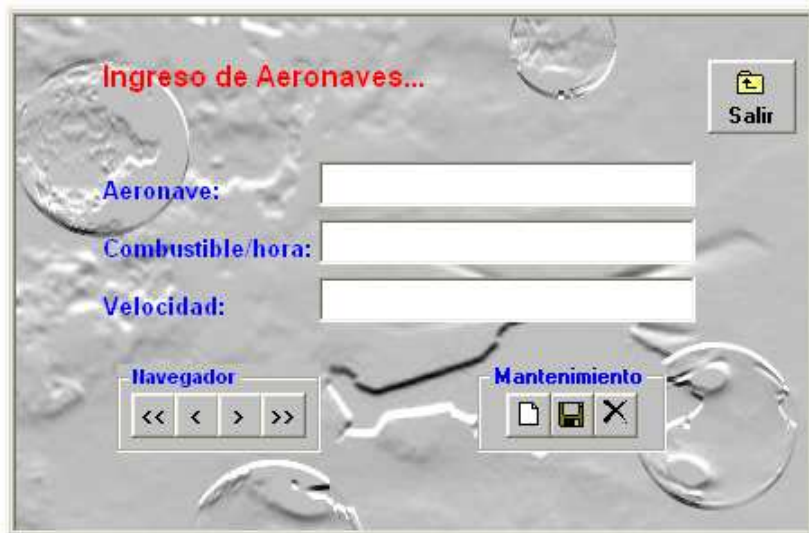 Ingreso de Aeronaves...
Salir
Aeronave:
Combustible/hora:
Velocidad:
Navegador
<< < > >>
Mantenimiento